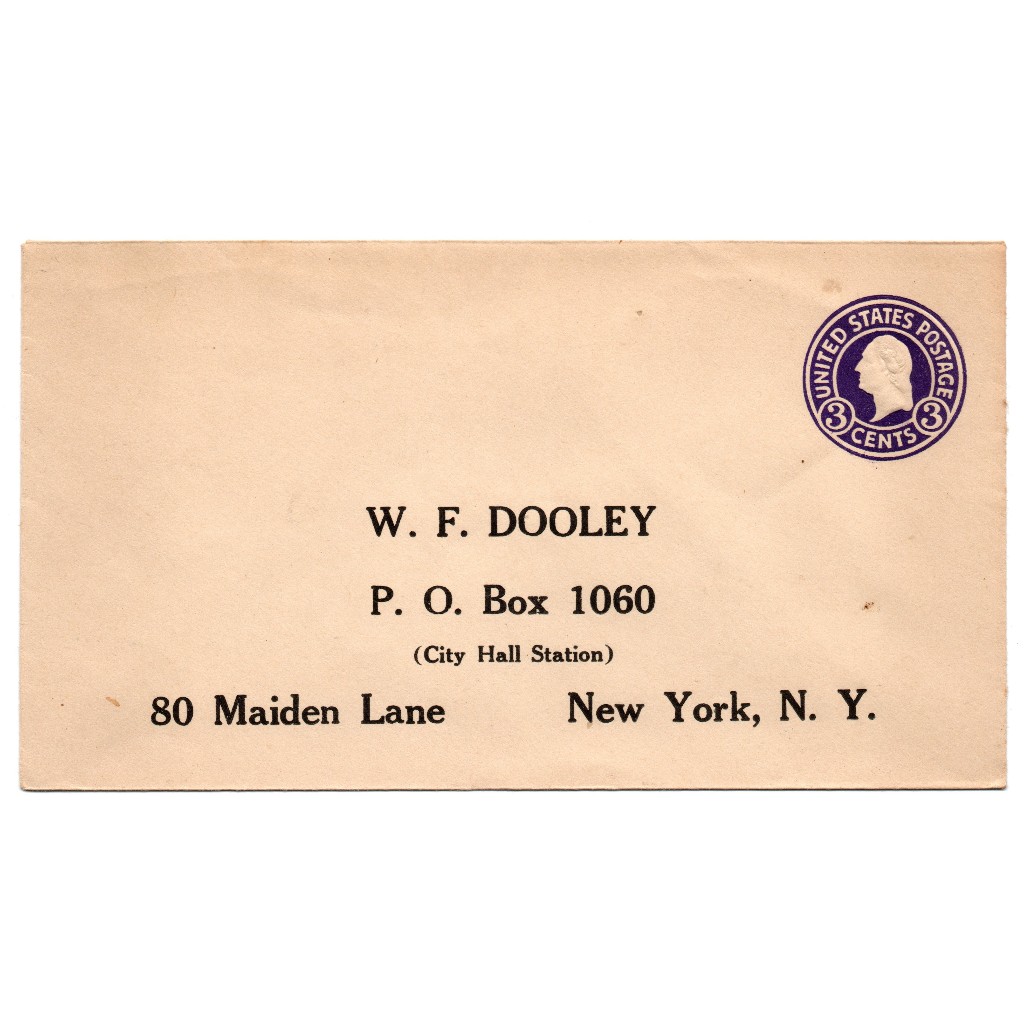 UNITED STATES POSTAGE
3 CENTS 3
W. F. DOOLEY
P. O. Box 1060
(City Hall Station)
80 Maiden Lane New York, N. Y.